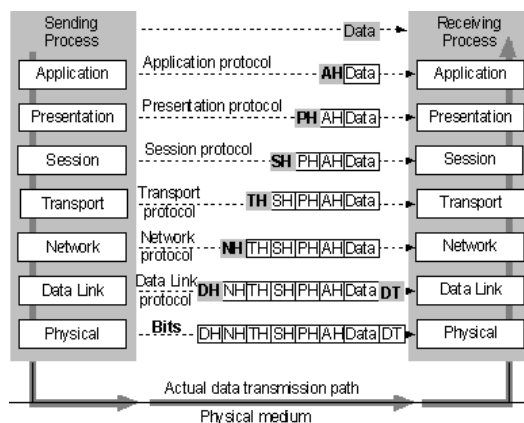 Sending Process
Data
Receiving Process
Application
Application protocol
AH Data
Application
Presentation
Presentation protocol
PH AH Data
Presentation
Session
Session protocol
SH PH AH Data
Session
Transport
Transport protocol
TH SH PH AH Data
Transport
Network
Network protocol
NH TH SH PH AH Data
Network
Data Link
Data Link protocol
DH NH TH SH PH AH Data DT
Data Link
Physical
Bits
DH NH TH SH PH AH Data DT
Physical
Actual data transmission path
Physical medium